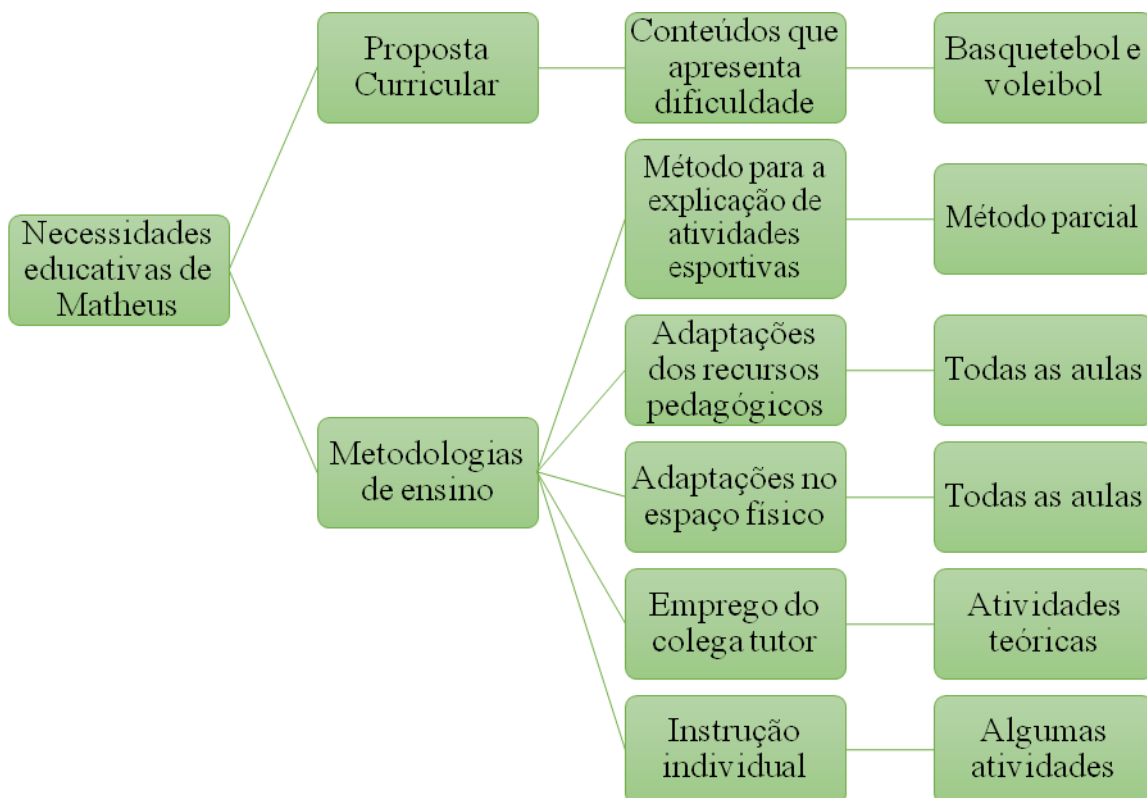 Necessidades
educativas de
Matheus
Proposta
Curricular
Conteúdos que
apresenta
dificuldade
Basquetebol e
voleibol
Metodologias
de ensino
Método para a
explicação de
atividades
esportivas
Método parcial
Adaptações
dos recursos
pedagógicos
Todas as aulas
Adaptações no
espaço físico
Todas as aulas
Emprego do
colega tutor
Atividades
teóricas
Instrução
individual
Algumas
atividades